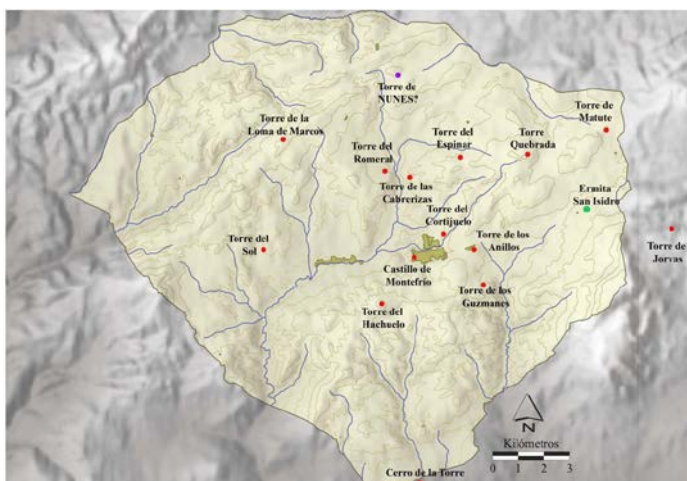 Torre de
NUNES?
Torre de la
Loma de Marcos
Torre de
Matute
Torre del
Espinar
Torre
Quebrada
Torre del
Romeral
Torre de las
Cabrerizas
Ermita
San Isidro
Torre del
Cortijuelo
Torre del
Sol
Torre de los
Anillos
Torre de
Jorvas
Castillo de
Montefrío
Torre de los
Guzmanes
Torre del
Hachuelo
N
Kilómetros
0 1 2 3
Cerro de la Torre